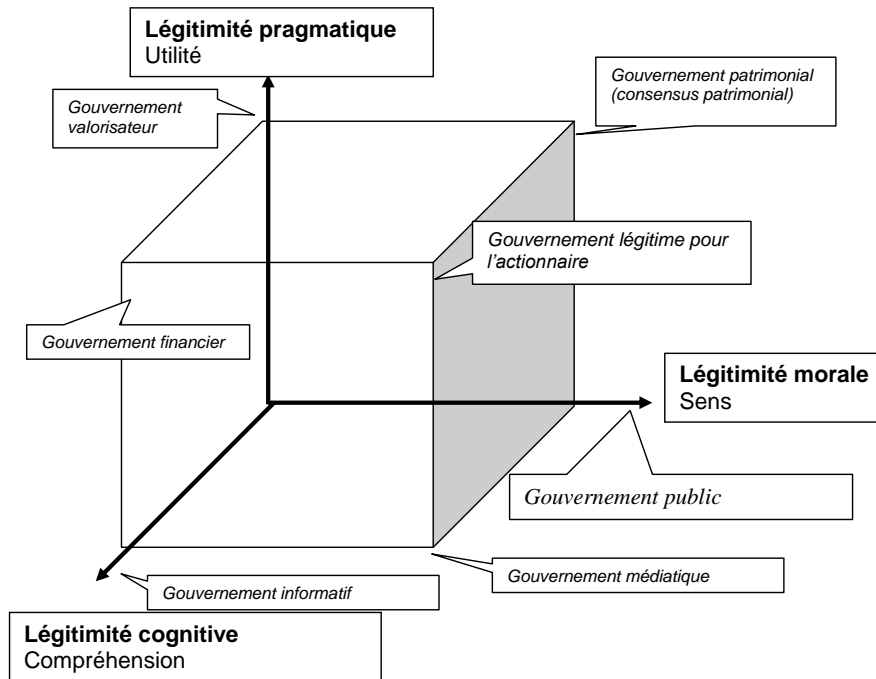 Légitimité pragmatique
Utilité
Gouvernement patrimonial
(consensus patrimonial)
Gouvernement
valorisateur
Gouvernement légitime pour
l'actionnaire
Gouvernement financier
Légitimité morale
Sens
Gouvernement public
Gouvernement médiatique
Gouvernement informatif
Légitimité cognitive
Compréhension